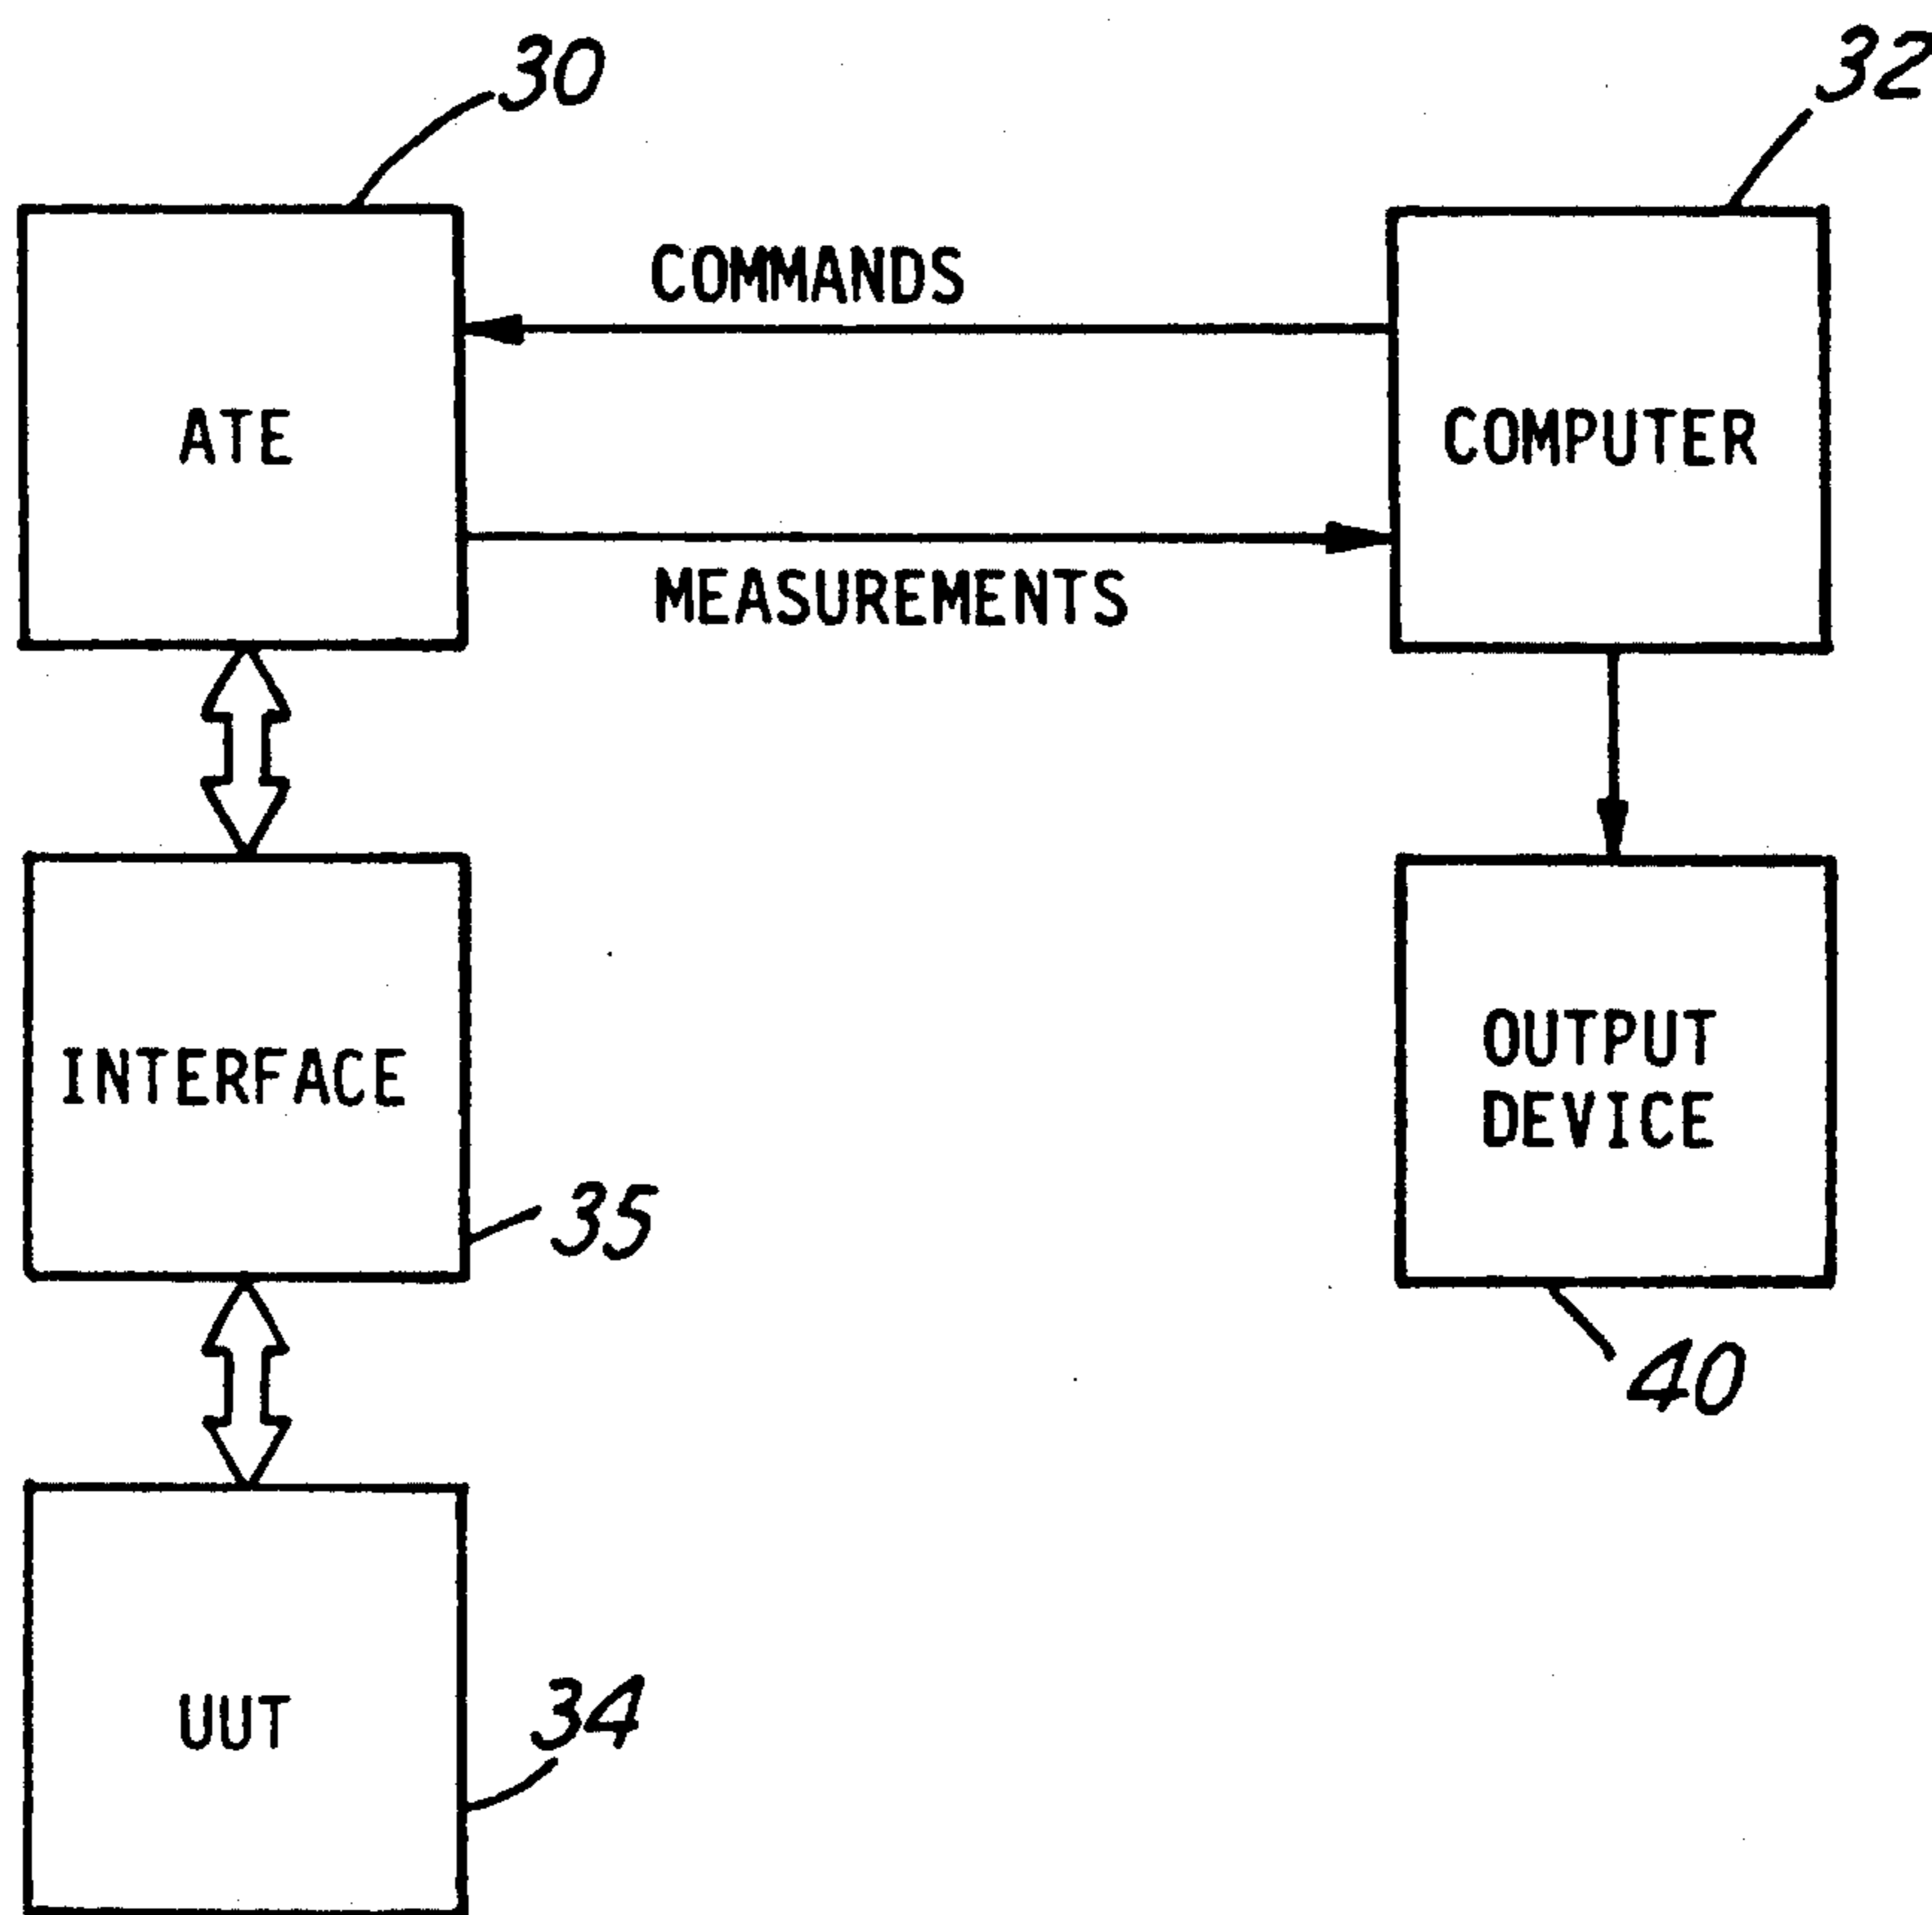 30
32
COMMANDS
ATE
COMPUTER
MEASUREMENTS
INTERFACE
OUTPUT
DEVICE
35
40
34
UUT